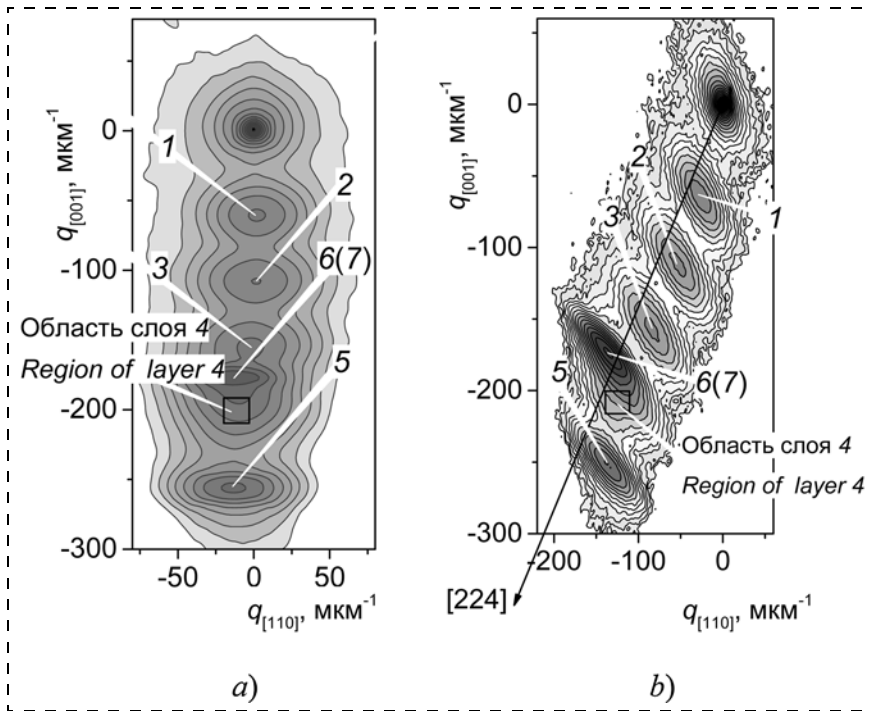 0
-100
-200
-300
-50
0
50
q[001], мкм-1
q[110], мкм-1
1
2
6(7)
3
Область слоя 4
Region of layer 4
5
a)
0
-100
-200
-300
-200
-100
0
q[001], мкм-1
q[110], мкм-1
2
3
1
5
6(7)
Область слоя 4
Region of layer 4
[224]
b)